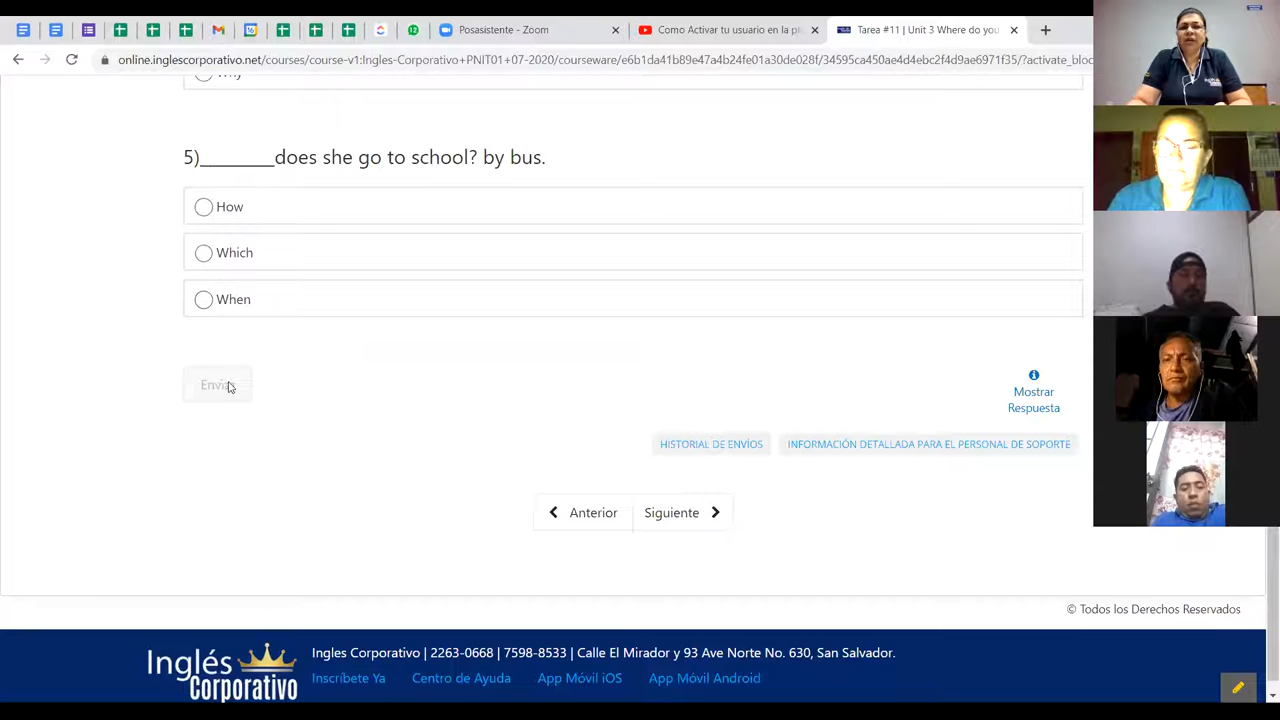 Posada Ente - Zoom
Como Activar tu usuario en la pl
Tarea #11 | Unit 3 Where do you
online.inglescorporativo.net/courses/course-v1:Ingles-Corporativo+PNIT01+07-2020/courseware/e6b1da41b89e47a4b24fe01a30de028f/34595ca450ae4d4ebc2f4d9ae6971f35/?activate_bloc
Why
5)________does she go to school? by bus.
How
Which
When
Envíar
Mostrar
Respuesta
HISTORIAL DE ENVÍOS
INFORMACIÓN DETALLADA PARA EL PERSONAL DE SOPORTE
Anterior
Siguiente
© Todos los Derechos Reservados
Inglés
Corporativo
Ingles Corporativo | 2263-0668 | 7598-8533 | Calle El Mirador y 93 Ave Norte No. 630, San Salvador.
Inscríbete Ya
Centro de Ayuda
App Móvil iOS
App Móvil Android